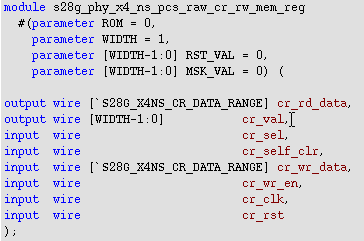 module s28g_phy_x4_ns_pcs_raw_cr_rw_mem_reg
#(parameter ROM = 0,
parameter WIDTH = 1,
parameter [WIDTH-1:0] RST_VAL = 0,
parameter [WIDTH-1:0] MSK_VAL = 0) (
output wire [`S28G_X4NS_CR_DATA_RANGE] cr_rd_data,
output wire [WIDTH-1:0] cr_val,
input wire cr_sel,
input wire cr_self_clr,
input wire [`S28G_X4NS_CR_DATA_RANGE] cr_wr_data,
input wire cr_wr_en,
input wire cr_clk,
input wire cr_rst
);